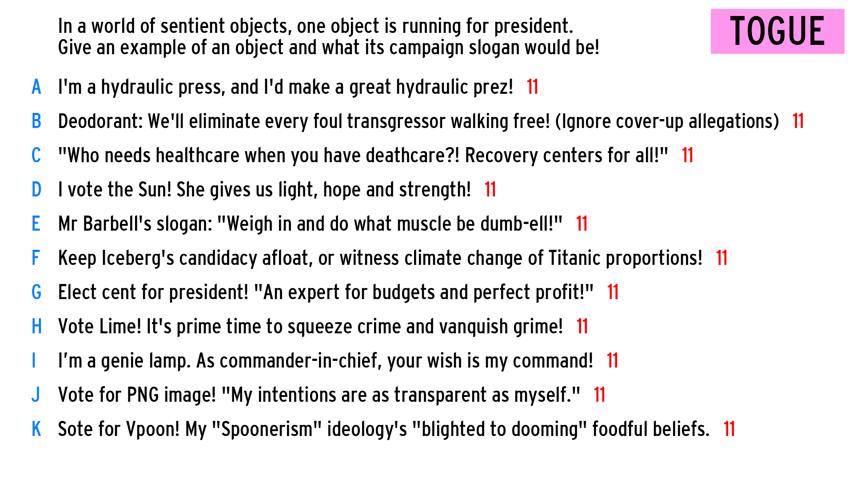 In a world of sentient objects, one object is running for president.
Give an example of an object and what its campaign slogan would be!
TOGUE
A I'm a hydraulic press, and I'd make a great hydraulic prez! 11
B Deodorant: We'll eliminate every foul transgressor walking free! (Ignore cover-up allegations) 11
C "Who needs healthcare when you have deathcare?! Recovery centers for all!" 11
D I vote the Sun! She gives us light, hope and strength! 11
E Mr Barbell's slogan: "Weigh in and do what muscle be dumb-ell!" 11
F Keep Iceberg's candidacy afloat, or witness climate change of Titanic proportions! 11
G Elect cent for president! "An expert for budgets and perfect profit!" 11
H Vote Lime! It's prime time to squeeze crime and vanquish grime! 11
I I’m a genie lamp. As commander-in-chief, your wish is my command! 11
J Vote for PNG image! "My intentions are as transparent as myself." 11
K Sote for Vpoon! My "Spoonerism" ideology's "blighted to dooming" foodful beliefs. 11